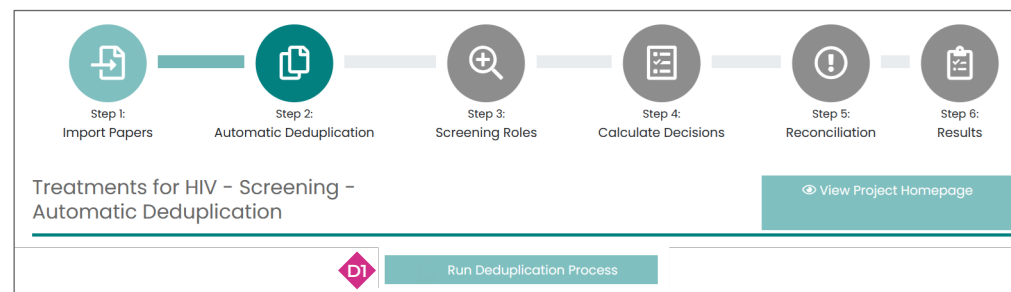 Step 1:
Import Papers
Step 2:
Automatic Deduplication
Step 3:
Screening Roles
Step 4:
Calculate Decisions
Step 5:
Reconciliation
Step 6:
Results
Treatments for HIV - Screening -
Automatic Deduplication
View Project Homepage
D1
Run Deduplication Process